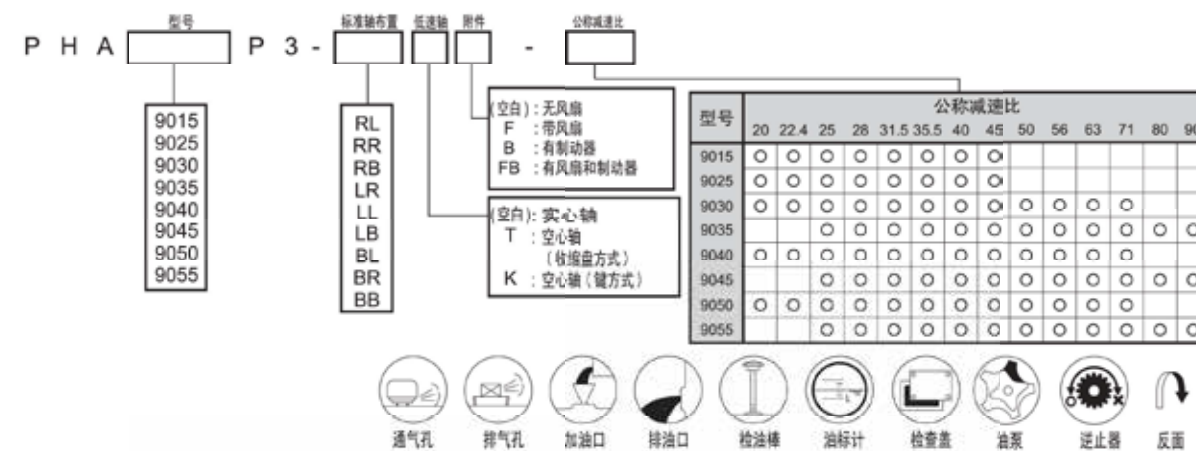 型号 标准轴布置 低速轴 附件 公称减速比
P H A P 3 - -
9015
9025
9030
9035
9040
9045
9050
9055
RL
RR
RB
LR
LL
LB
BL
BR
BB
(空白)：无风扇
F ：带风扇
B ：有制动器
FB ：有风扇和制动器
(空白)：实心轴
T ：空心轴
（收缩盘方式）
K ：空心轴（键方式）
型号 公称减速比
20 22.4 25 28 31.5 35.5 40 45 50 56 63 71 80 90
9015 O O O O O O O O
9025 O O O O O O O O
9030 O O O O O O O O O O O O
9035 O O O O O O O O O O O O
9040 O O O O O O O O O O O O
9045 O O O O O O O O O O O O
9050 O O O O O O O O O O O O
9055 O O O O O O O O O O O O
通气孔 排气孔 加油口 排油口 检油棒 油标计 检查盖 油泵 逆止器 反面